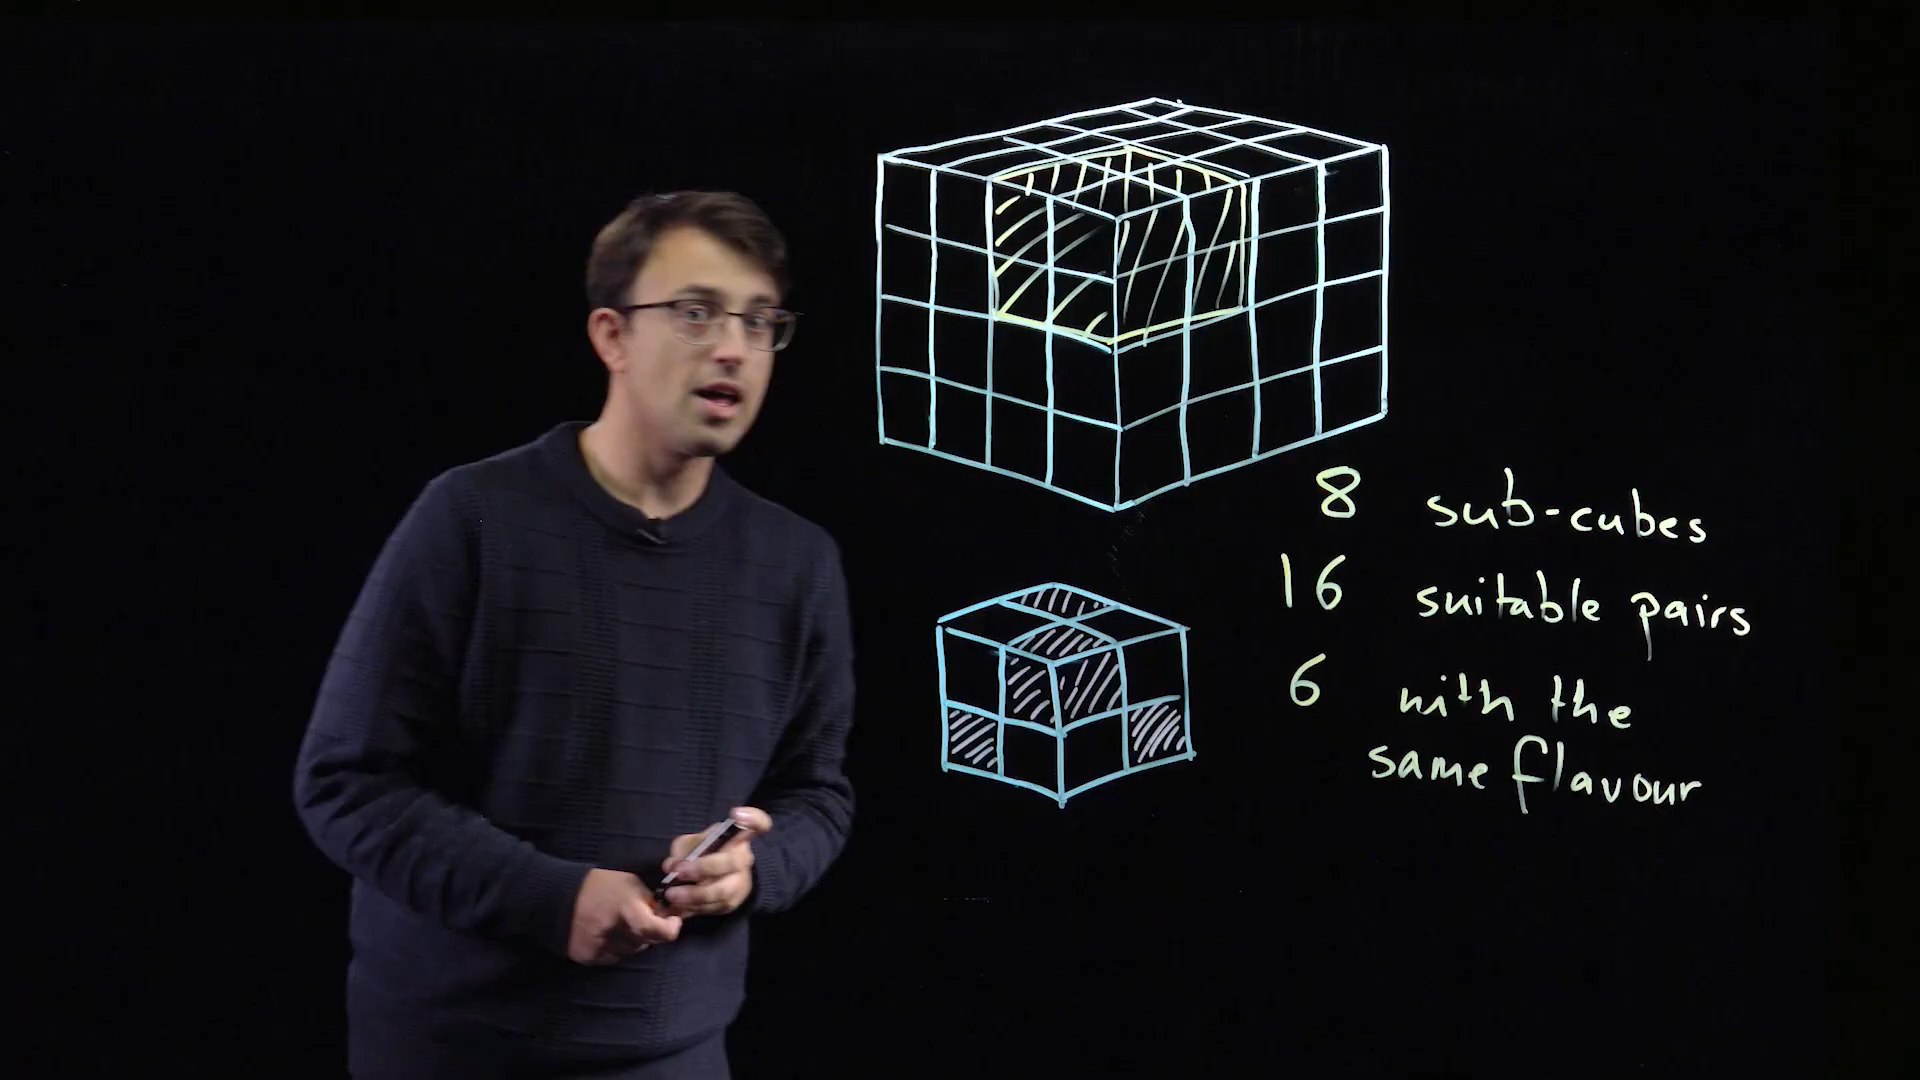 8 sub-cubes
16 suitable pairs
6 with the
same flavour